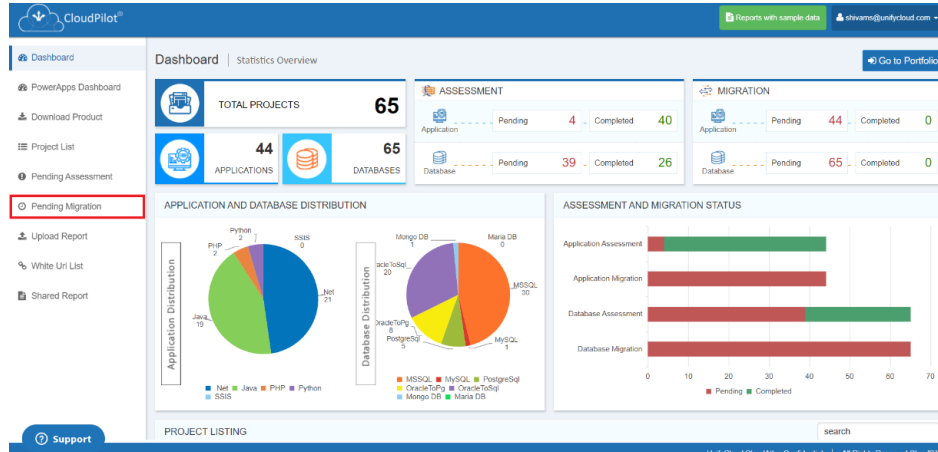 CloudPilot®
Reports with sample data
shivams@unifycloud.com
Dashboard
PowerApps Dashboard
Download Product
Project List
Pending Assessment
Pending Migration
Upload Report
White Url List
Shared Report
Support
Dashboard | Statistics Overview
Go to Portfolio
TOTAL PROJECTS 65
44 APPLICATIONS
65 DATABASES
ASSESSMENT
Application Pending 4 Completed 40
Database Pending 39 Completed 26
MIGRATION
Application Pending 44 Completed 0
Database Pending 65 Completed 0
APPLICATION AND DATABASE DISTRIBUTION
Application Distribution
Python
2
SSIS
0
PHP
2
Net
21
Java
19
Net Java PHP Python
SSIS
Database Distribution
Mongo DB
1
Maria DB
0
acleToSql
20
MSSQL
30
OracleToPg
8
PostgreSql
5
MySQL
1
MSSQL MySQL PostgreSql
OracleToPg OracleToSql
Mongo DB Maria DB
ASSESSMENT AND MIGRATION STATUS
Application Assessment
Application Migration
Database Assessment
Database Migration
0 10 20 30 40 50 60 70
Pending Completed
PROJECT LISTING
search